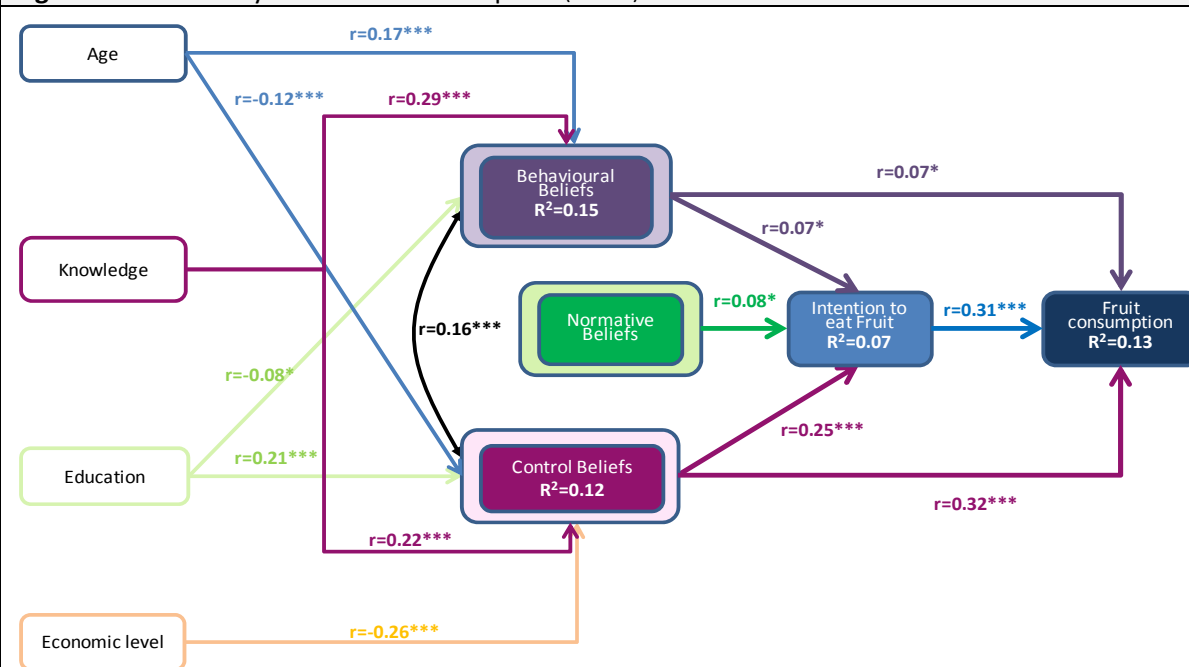 Age
r=0.17***
r=-0.12***
r=0.29***
Behavioural
Beliefs
R²=0.15
r=0.07*
r=0.07*
Knowledge
Normative
Beliefs
r=0.08*
Intention to
eat Fruit
R²=0.07
r=0.31***
Fruit
consumption
R²=0.13
r=0.16***
r=-0.08*
r=0.25***
Education
r=0.21***
Control Beliefs
R²=0.12
r=0.32***
r=0.22***
Economic level
r=-0.26***